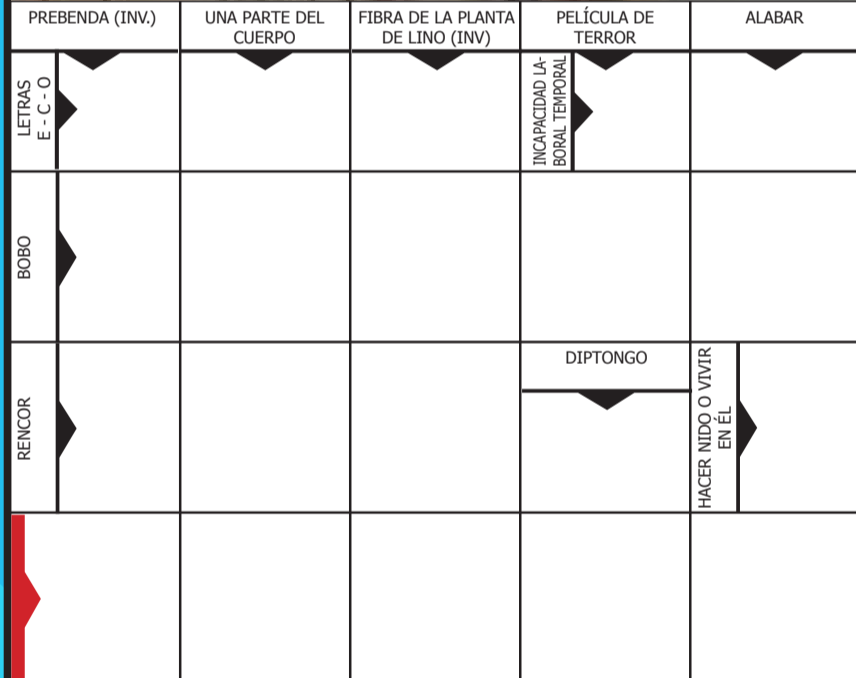 PREBENDA (INV.)
UNA PARTE DEL
CUERPO
FIBRA DE LA PLANTA
DE LINO (INV)
PELÍCULA DE
TERROR
ALABAR
LETRAS
E - C - O
INCAPACIDAD LA-
BORAL TEMPORAL
BOBO
RENCOR
DIPTONGO
HACER NIDO O VIVIR
EN ÉL